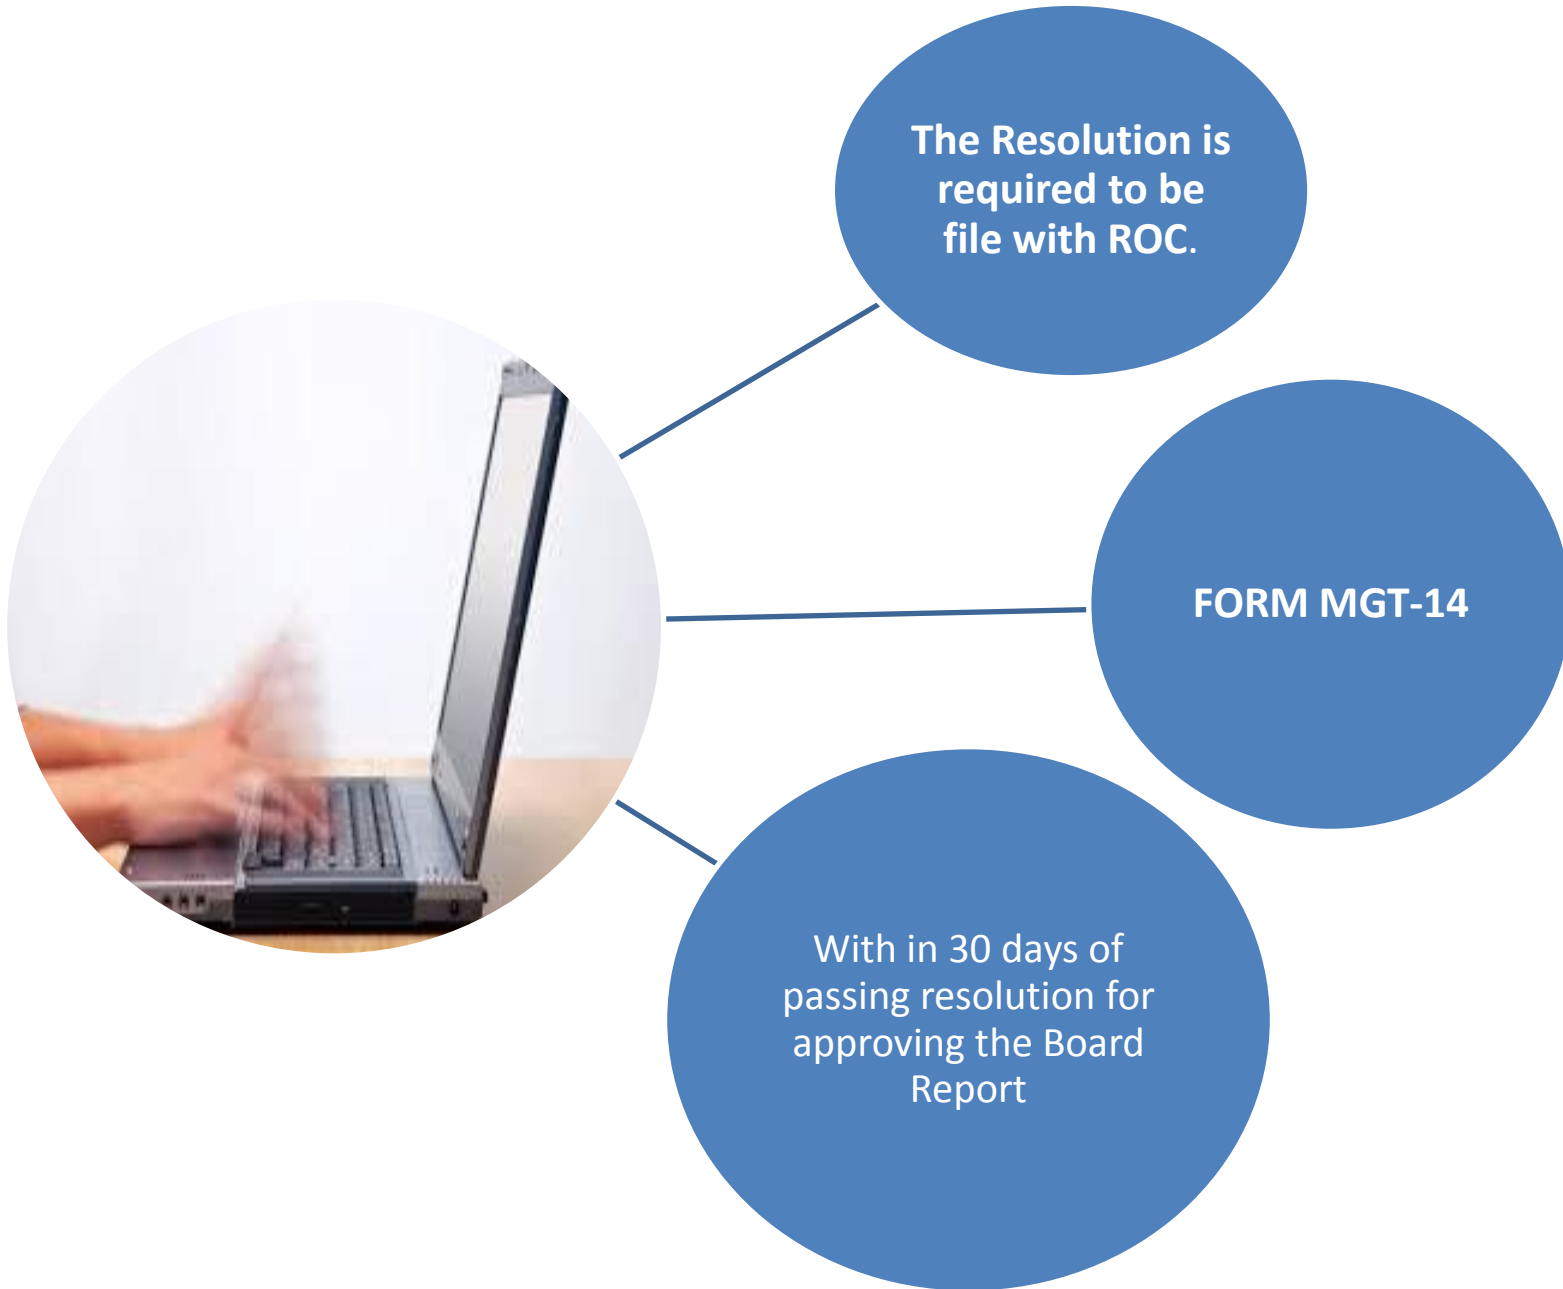 The Resolution is
required to be
file with ROC.
FORM MGT-14
With in 30 days of
passing resolution for
approving the Board
Report